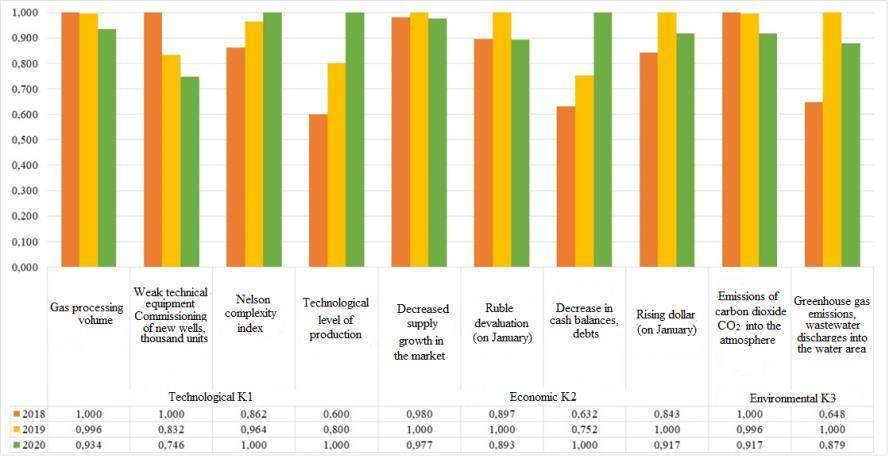 1,000
0,900
0,800
0,700
0,600
0,500
0,400
0,300
0,200
0,100
0,000
Gas processing
volume
Weak technical
equipment
Commissioning
of new wells,
thousand units
Nelson
complexity
index
Technological
level of
production
Decreased
supply
growth in
the market
Ruble
devaluation
(on January)
Decrease in
cash balances,
debts
Rising dollar
(on January)
Emissions of
carbon dioxide
CO₂ into the
atmosphere
Greenhouse gas
emissions,
wastewater
discharges into
the water area
Technological K1 Economic K2 Environmental K3
2018 1,000 1,000 0,862 0,600 0,980 0,897 0,632 0,843 1,000 0,648
2019 0,996 0,832 0,964 0,800 1,000 1,000 0,752 1,000 0,996 1,000
2020 0,934 0,746 1,000 1,000 0,977 0,893 1,000 0,917 0,917 0,879